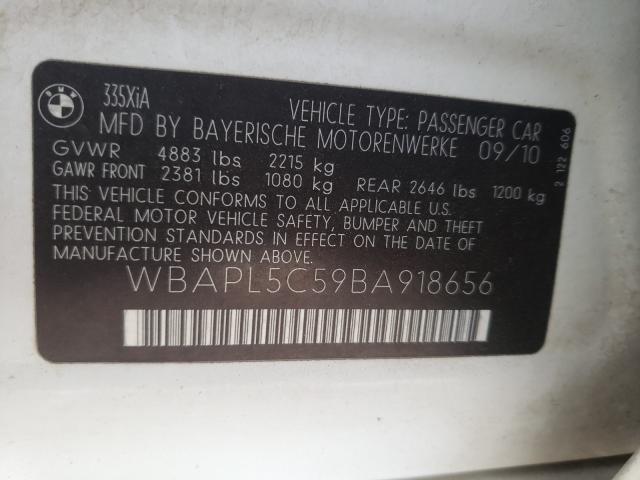 BMW
335XiA
VEHICLE TYPE: PASSENGER CAR
MFD BY BAYERISCHE MOTORENWERKE 09/10
GVWR 4883 lbs 2215 kg
GAWR FRONT 2381 lbs 1080 kg REAR 2646 lbs 1200 kg
THIS VEHICLE CONFORMS TO ALL APPLICABLE U.S.
FEDERAL MOTOR VEHICLE SAFETY, BUMPER AND THEFT
PREVENTION STANDARDS IN EFFECT ON THE DATE OF
MANUFACTURE SHOWN ABOVE.
WBAPL5C59BA918656
2 122 606